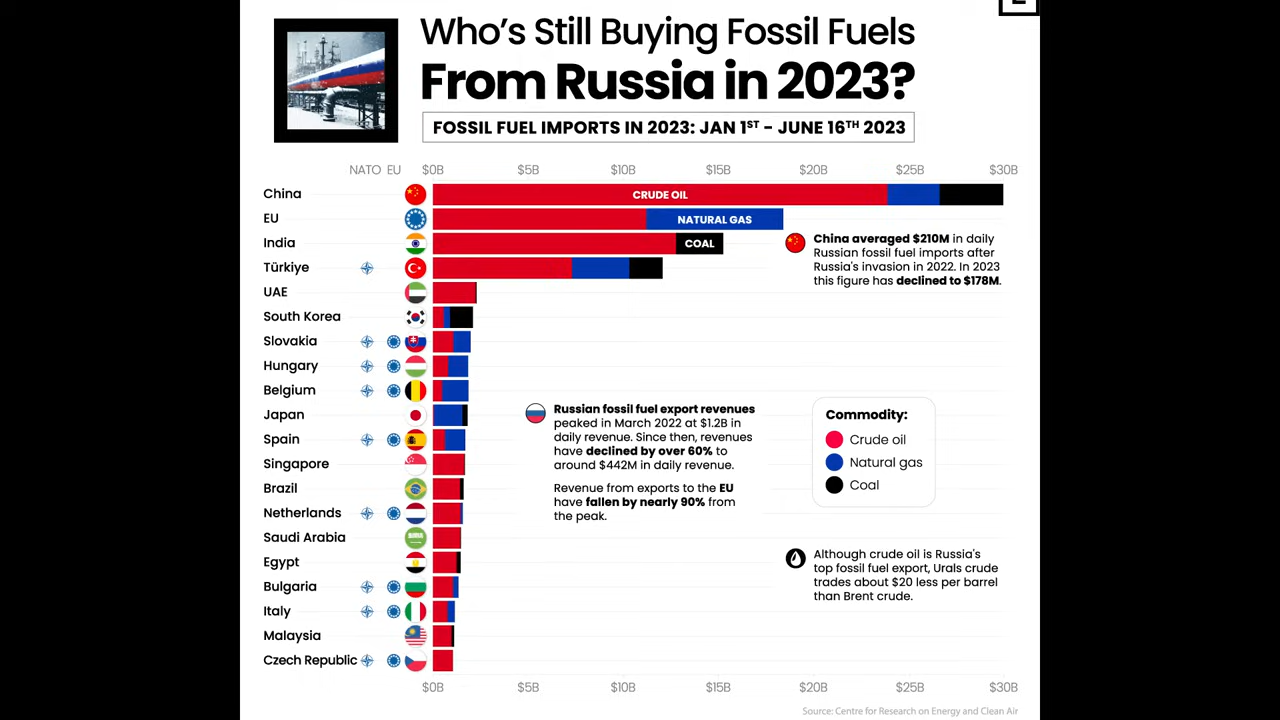 Who's Still Buying Fossil Fuels
From Russia in 2023?
FOSSIL FUEL IMPORTS IN 2023: JAN 1ST - JUNE 16TH 2023
NATO EU $0B $5B $10B $15B $20B $25B $30B
China CRUDE OIL
EU NATURAL GAS
India COAL
Türkiye
UAE
South Korea
Slovakia
Hungary
Belgium
Japan
Spain
Singapore
Brazil
Netherlands
Saudi Arabia
Egypt
Bulgaria
Italy
Malaysia
Czech Republic
China averaged $210M in daily
Russian fossil fuel imports after
Russia's invasion in 2022. In 2023
this figure has declined to $178M.
Russian fossil fuel export revenues
peaked in March 2022 at $1.2B in
daily revenue. Since then, revenues
have declined by over 60% to
around $442M in daily revenue.
Revenue from exports to the EU
have fallen by nearly 90% from
the peak.
Commodity:
Crude oil
Natural gas
Coal
Although crude oil is Russia's
top fossil fuel export, Urals crude
trades about $20 less per barrel
than Brent crude.
$0B $5B $10B $15B $20B $25B $30B
Source: Centre for Research on Energy and Clean Air